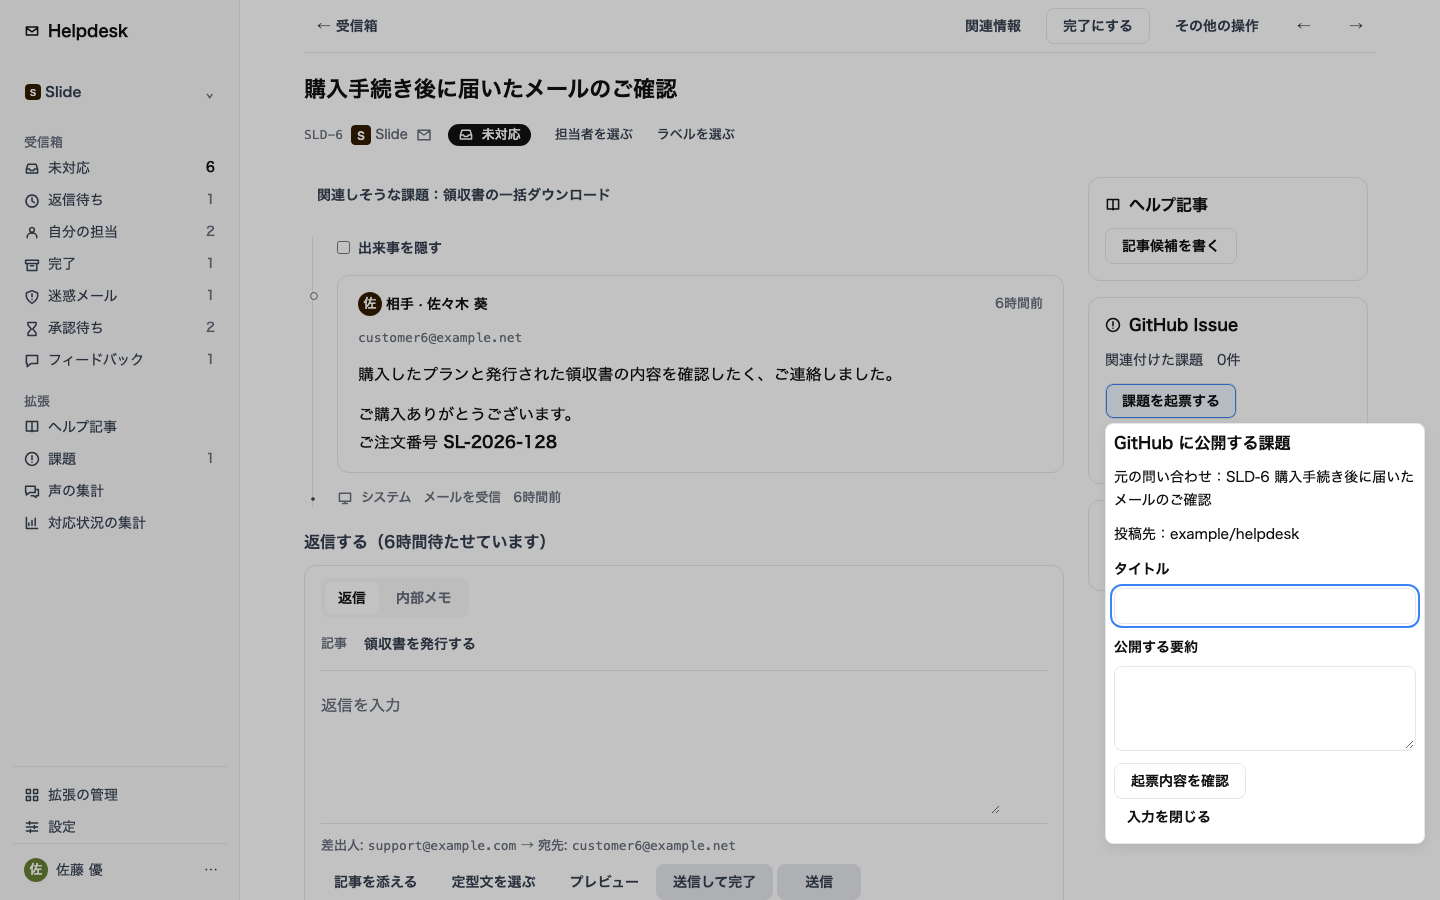 Helpdesk
S Slide
受信箱
未対応 6
返信待ち 1
自分の担当 2
完了 1
迷惑メール 1
承認待ち 2
フィードバック 1
拡張
ヘルプ記事
課題 1
声の集計
対応状況の集計
拡張の管理
設定
佐 佐藤 優 …
← 受信箱
関連情報 完了にする その他の操作 ← →
購入手続き後に届いたメールのご確認
SLD-6 S Slide 未対応 担当者を選ぶ ラベルを選ぶ
関連しそうな課題：領収書の一括ダウンロード
出来事を隠す
佐 相手 · 佐々木 葵 6時間前
customer6@example.net
購入したプランと発行された領収書の内容を確認したく、ご連絡しました。
ご購入ありがとうございます。
ご注文番号 SL-2026-128
システム メールを受信 6時間前
返信する（6時間待たせています）
返信 内部メモ
記事 領収書を発行する
返信を入力
差出人: support@example.com → 宛先: customer6@example.net
記事を添える 定型文を選ぶ プレビュー 送信して完了 送信
ヘルプ記事
記事候補を書く
GitHub Issue
関連付けた課題 0件
課題を起票する
GitHub に公開する課題
元の問い合わせ：SLD-6 購入手続き後に届いた
メールのご確認
投稿先：example/helpdesk
タイトル
公開する要約
起票内容を確認
入力を閉じる